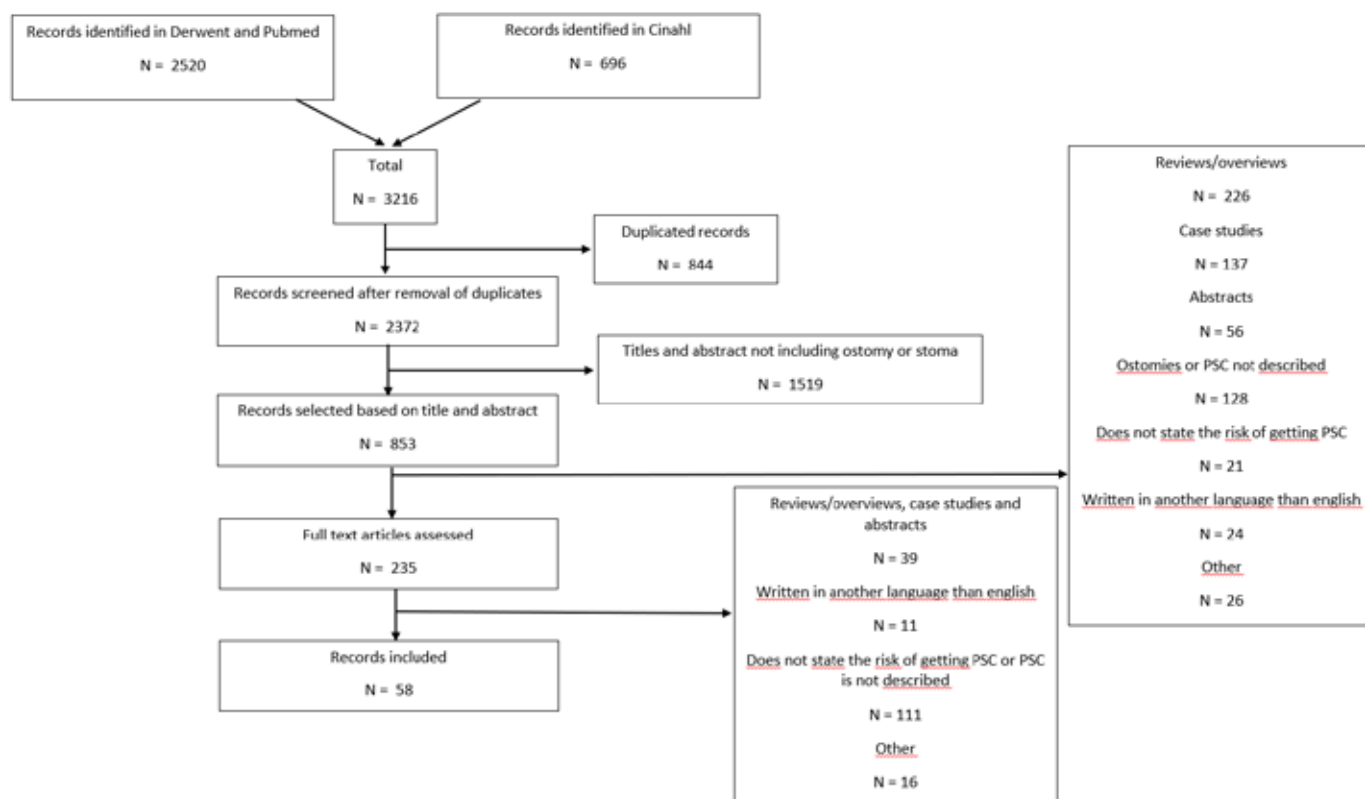 Records identified in Derwent and Pubmed
N = 2520
Records identified in Cinahl
N = 696
Total
N = 3216
Duplicated records
N = 844
Records screened after removal of duplicates
N = 2372
Titles and abstract not including ostomy or stoma
N = 1519
Records selected based on title and abstract
N = 853
Reviews/overviews
N = 226
Case studies
N = 137
Abstracts
N = 56
Ostomies or PSC not described
N = 128
Does not state the risk of getting PSC
N = 21
Written in another language than english
N = 24
Other
N = 26
Full text articles assessed
N = 235
Reviews/overviews, case studies and
abstracts
N = 39
Written in another language than english
N = 11
Does not state the risk of getting PSC or PSC
is not described
N = 111
Other
N = 16
Records included
N = 58